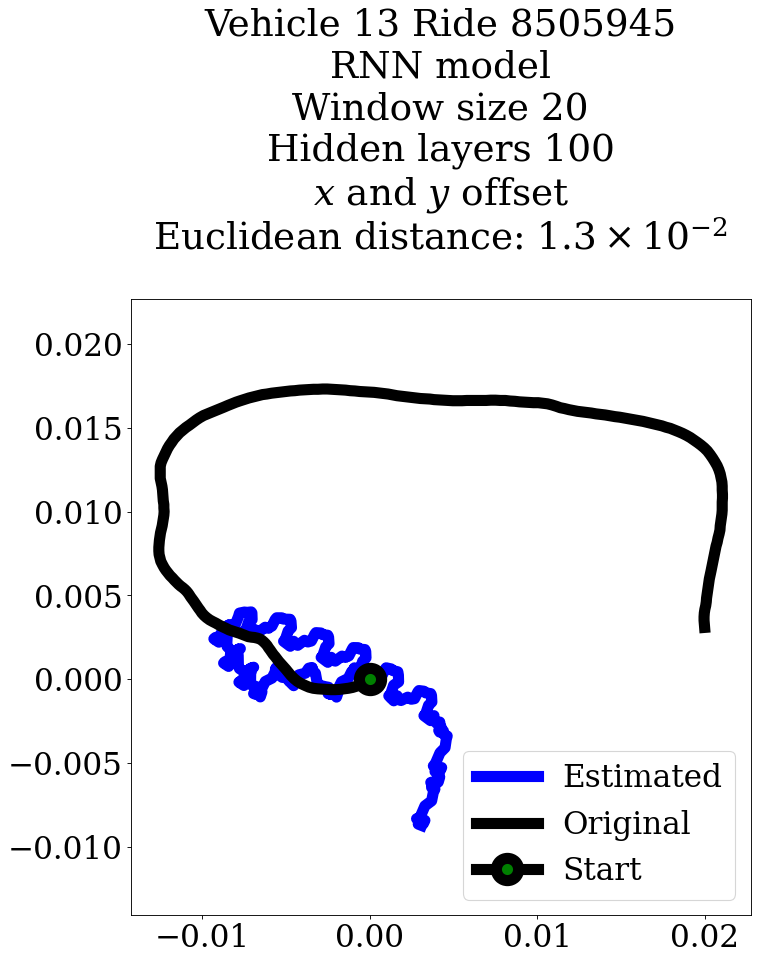 Vehicle 13 Ride 8505945
RNN model
Window size 20
Hidden layers 100
x and y offset
Euclidean distance: 1.3 × 10⁻²
0.020
0.015
0.010
0.005
0.000
−0.005
−0.010
−0.01 0.00 0.01 0.02
Estimated
Original
Start